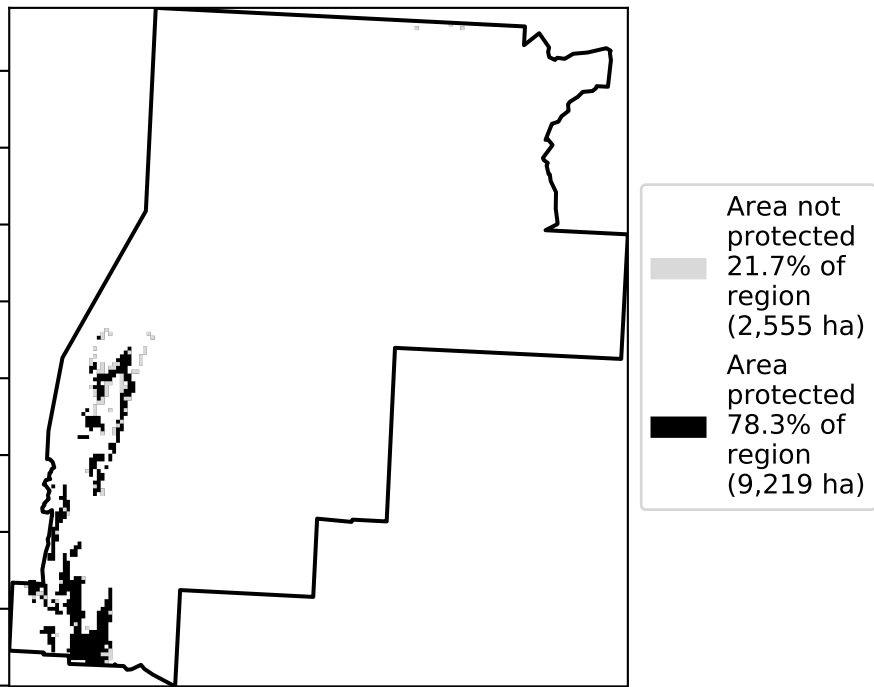 Area not
protected
21.7% of
region
(2,555 ha)
Area
protected
78.3% of
region
(9,219 ha)